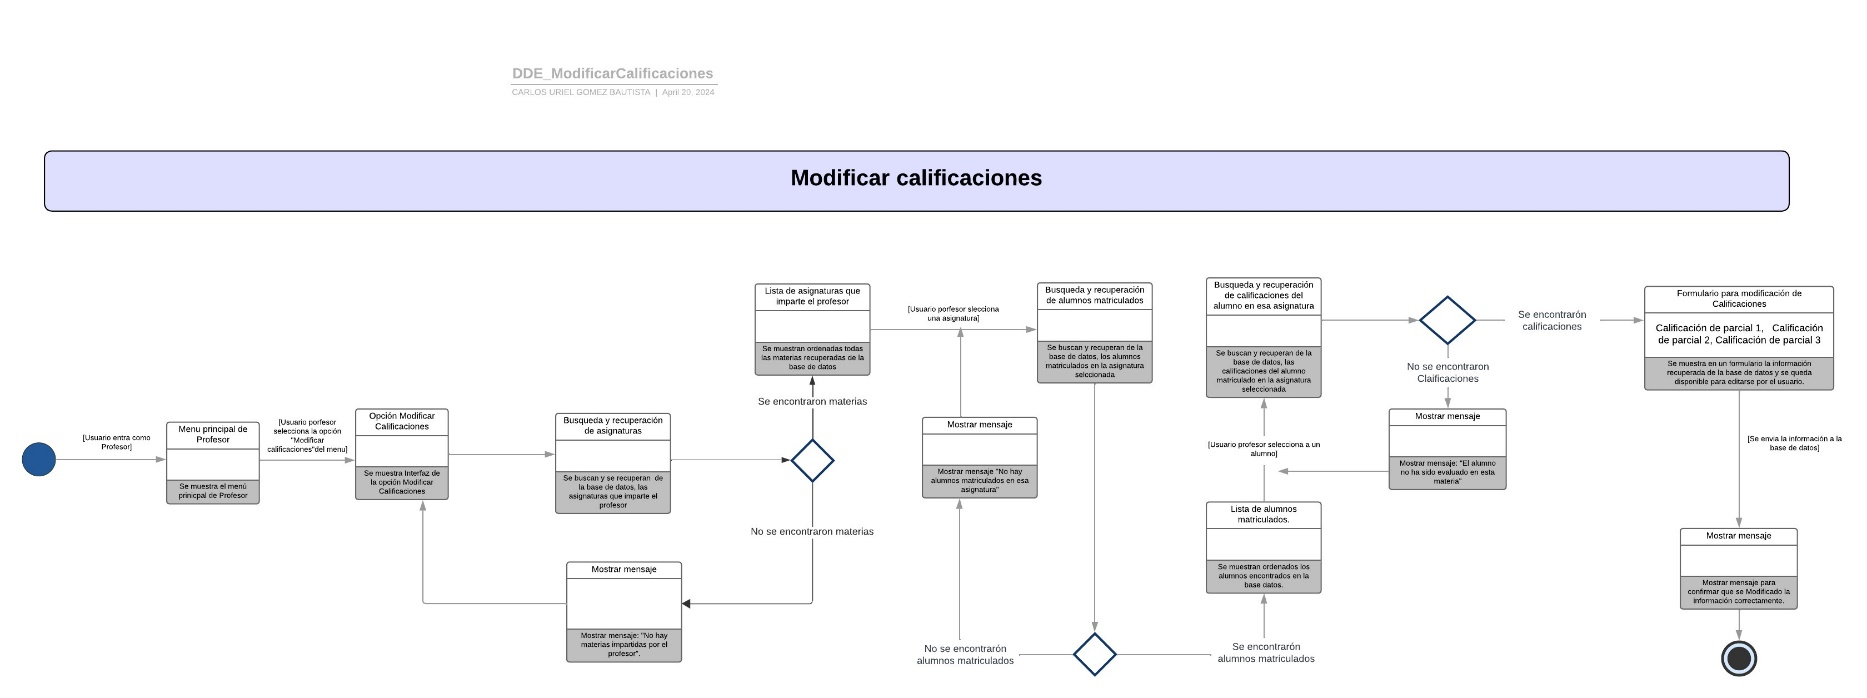 DDE_ModificarCalificaciones
CARLOS URIEL GOMEZ BAUTISTA | April 29, 2024
Modificar calificaciones
[Usuario entra como
Profesor]
Menu principal de
Profesor
Se muestra el menú
prinicpal de Profesor
[Usuario porfesor
selecciona la opción
"Modificar
calificaciones"del menu]
Opción Modificar
Calificaciones
Se muestra Interfaz de
la opción Modificar
Calificaciones
Busqueda y recuperación
de asignaturas
Se buscan y se recuperan de
la base de datos, las
asignaturas que imparte el
profesor
Se encontraron materias
No se encontraron materias
Mostrar mensaje
Mostrar mensaje: "No hay
materias impartidas por el
profesor".
Lista de asignaturas que
imparte el profesor
Se muestran ordenadas todas
las materias recuperadas de la
base de datos
[Usuario porfesor slecciona
una asignatura]
Mostrar mensaje
Mostrar mensaje "No hay
alumnos matriculados en esa
asignatura"
No se encontrarón
alumnos matriculados
Busqueda y recuperación
de alumnos matriculados
Se buscan y recuperan de la
base de datos, los alumnos
matriculados en la asignatura
selccionada
Se encontrarón
alumnos matriculados
Lista de alumnos
matriculados.
Se muestran ordenados los
alumnos encontrados en la
base datos.
[Usuario profesor selecciona a un
alumno]
Busqueda y recuperación
de calificaciones del
alumno en esa asignatura
Se buscan y recuperan de la
base de datos, las
calificaciones del alumno
matriculado en la asignatura
seleccionada
No se encontraron
Claificaciones
Mostrar mensaje
Mostrar mensaje: "El alumno
no ha sido evaluado en esta
materia"
Se encontrarón
calificaciones
Formulario para modificación de
Calificaciones
Calificación de parcial 1, Calificación
de parcial 2, Calificación de parcial 3
Se muestra en un formulario la información
recuperada de la base de datos y se queda
disponible para editarse por el usuario.
[Se envia la información a la
base de datos]
Mostrar mensaje
Mostrar mensaje para
confirmar que se Modificado la
información correctamente.